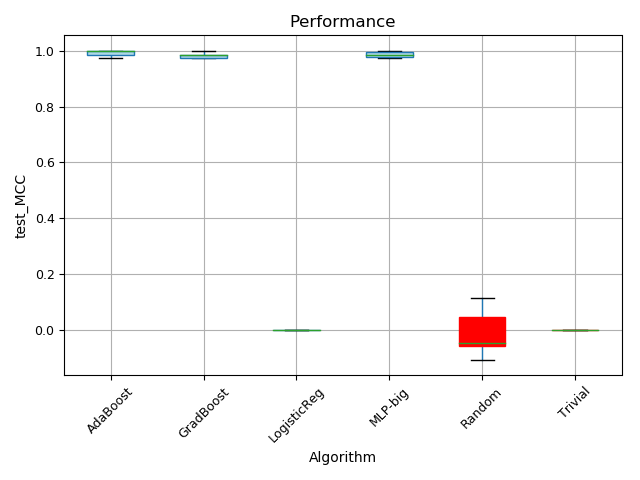 Performance
test_MCC
1.0
0.8
0.6
0.4
0.2
0.0
AdaBoost
GradBoost
LogisticReg
MLP-big
Random
Trivial
Algorithm